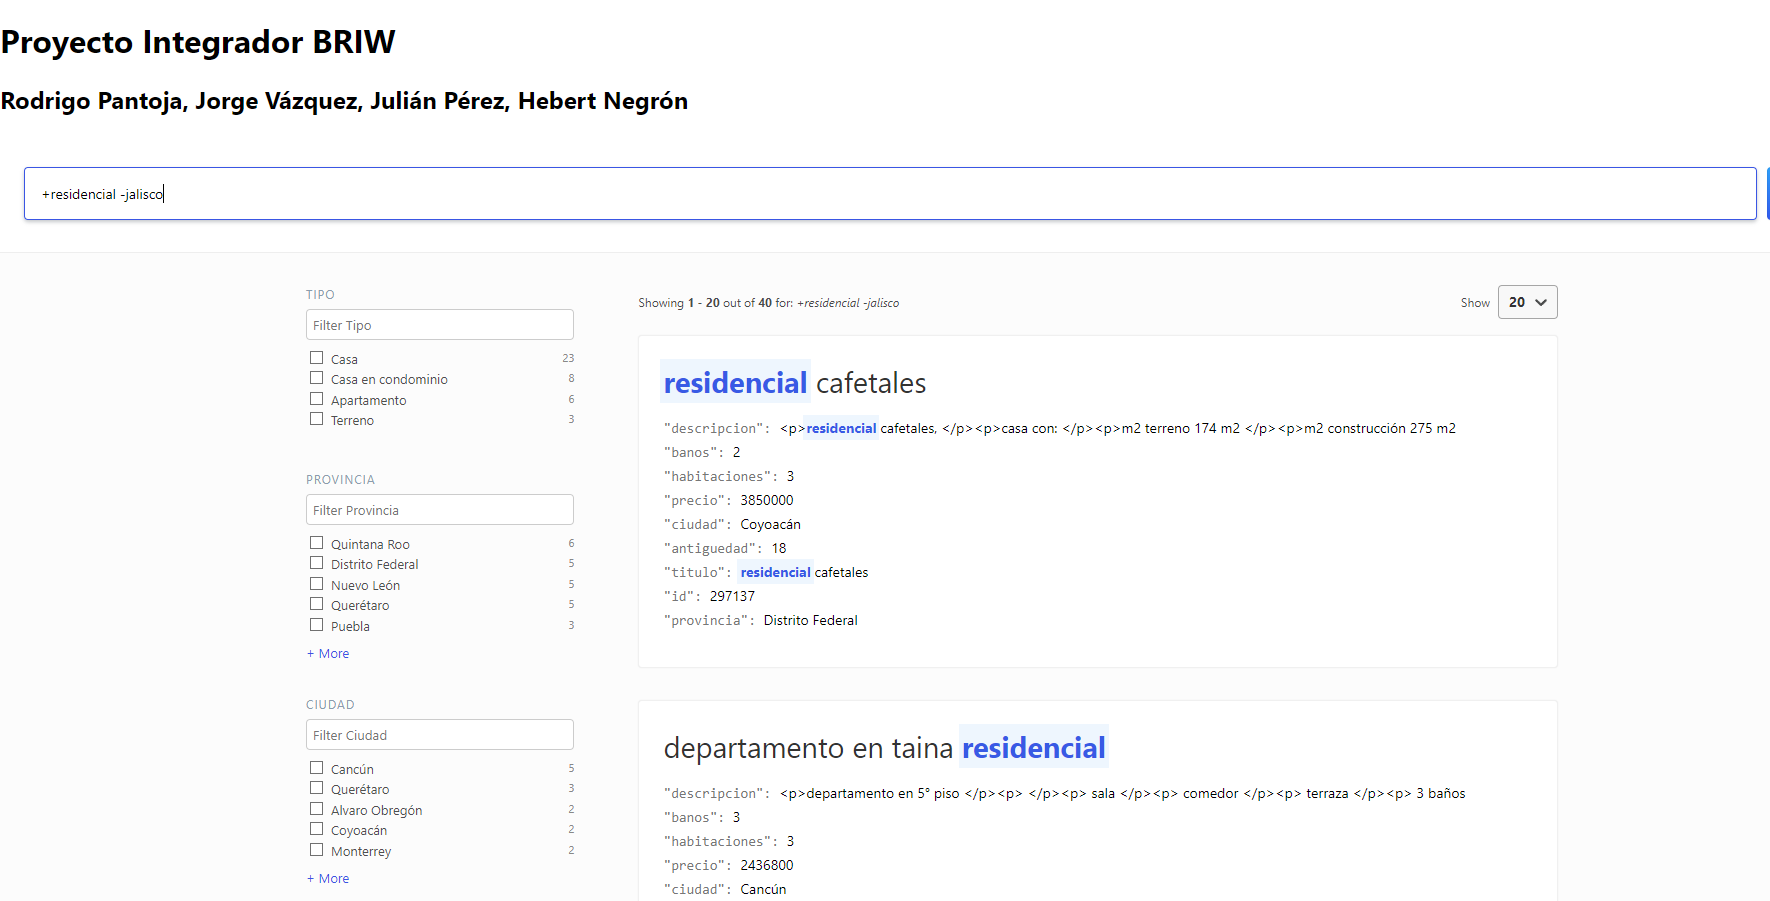 Proyecto Integrador BRIW
Rodrigo Pantoja, Jorge Vázquez, Julián Pérez, Hebert Negrón
+residencial -jalisco
TIPO
Filter Tipo
Casa 23
Casa en condominio 8
Apartamento 6
Terreno 3
PROVINCIA
Filter Provincia
Quintana Roo 6
Distrito Federal 5
Nuevo León 5
Querétaro 5
Puebla 3
+ More
CIUDAD
Filter Ciudad
Cancún 5
Querétaro 3
Alvaro Obregón 2
Coyoacán 2
Monterrey 2
+ More
Showing 1 - 20 out of 40 for: +residencial -jalisco
Show 20
residencial cafetales
"descripcion": <p>residencial cafetales, </p><p>casa con: </p><p>m2 terreno 174 m2 </p><p>m2 construcción 275 m2
"banos": 2
"habitaciones": 3
"precio": 3850000
"ciudad": Coyoacán
"antiguedad": 18
"titulo": residencial cafetales
"id": 297137
"provincia": Distrito Federal
departamento en taina residencial
"descripcion": <p>departamento en 5° piso </p><p> </p><p> sala </p><p> comedor </p><p> terraza </p><p> 3 baños
"banos": 3
"habitaciones": 3
"precio": 2436800
"ciudad": Cancún